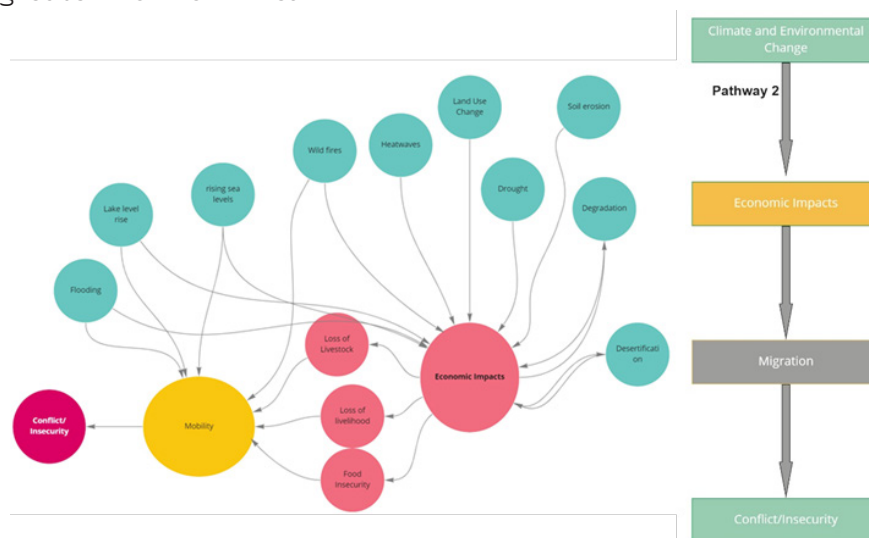 Climate and Environmental
Change
Pathway 2
Economic Impacts
Migration
Conflict/Insecurity
Land Use
Change
Soil erosion
Heatwaves
Wild fires
Drought
rising sea
levels
Degradation
Lake level
rise
Flooding
Loss of
Livestock
Desertificati
on
Economic Impacts
Loss of
livelihood
Mobility
Conflict/
Insecurity
Food
Insecurity